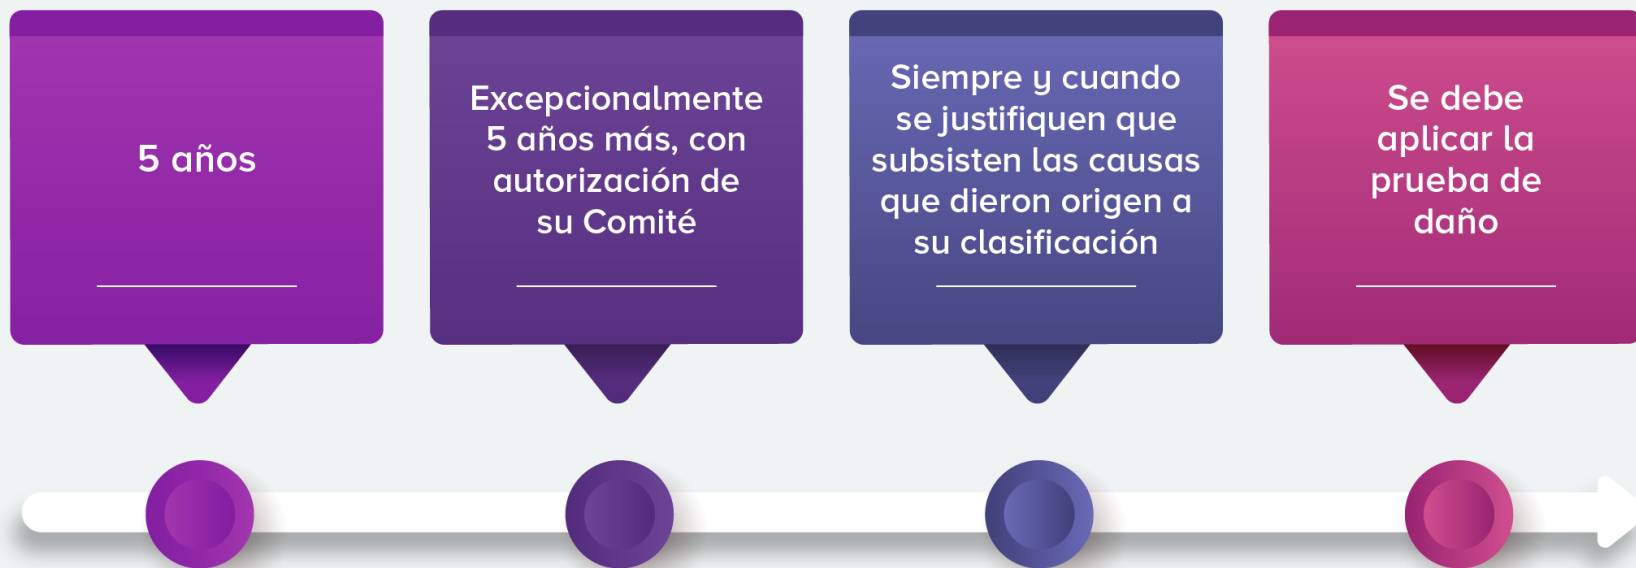 5 años
Excepcionalmente
5 años más, con
autorización de
su Comité
Siempre y cuando
se justifiquen que
subsisten las causas
que dieron origen a
su clasificación
Se debe
aplicar la
prueba de
daño